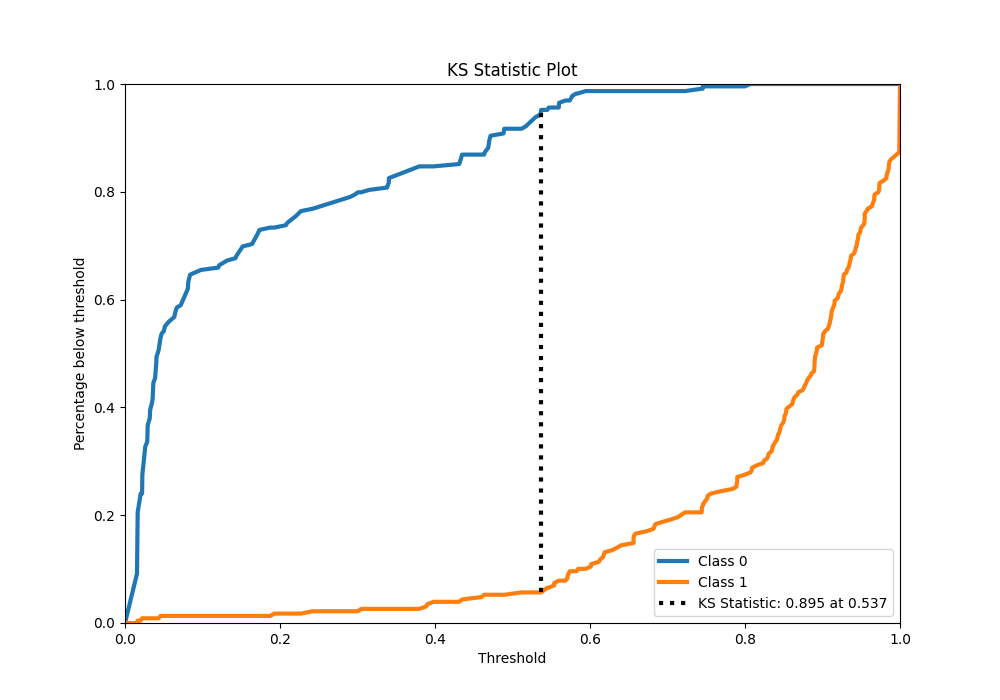 KS Statistic Plot
1.0
0.8
0.6
0.4
0.2
0.0
Percentage below threshold
0.0 0.2 0.4 0.6 0.8 1.0
Threshold
Class 0
Class 1
KS Statistic: 0.895 at 0.537